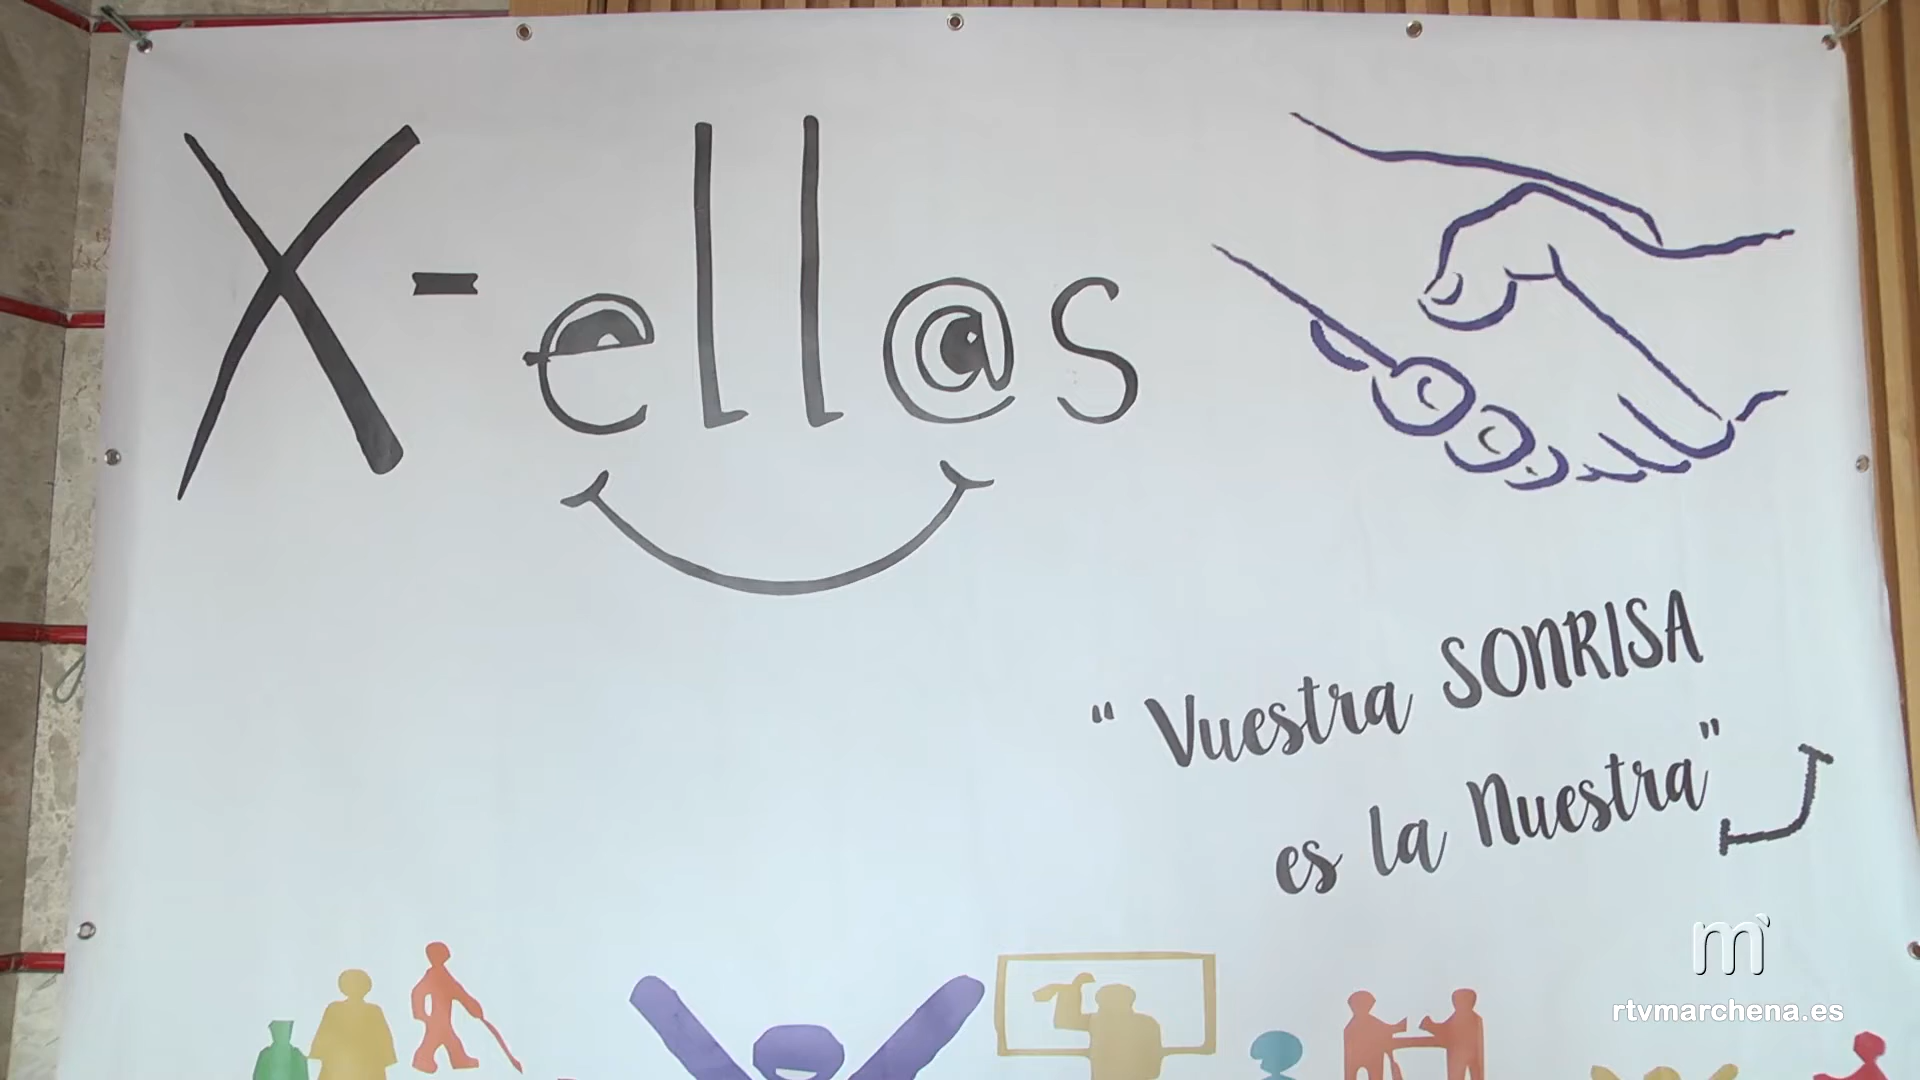 X-ell@s
“ Vuestra SONRISA
es la Nuestra”
m
rtvmarchena.es